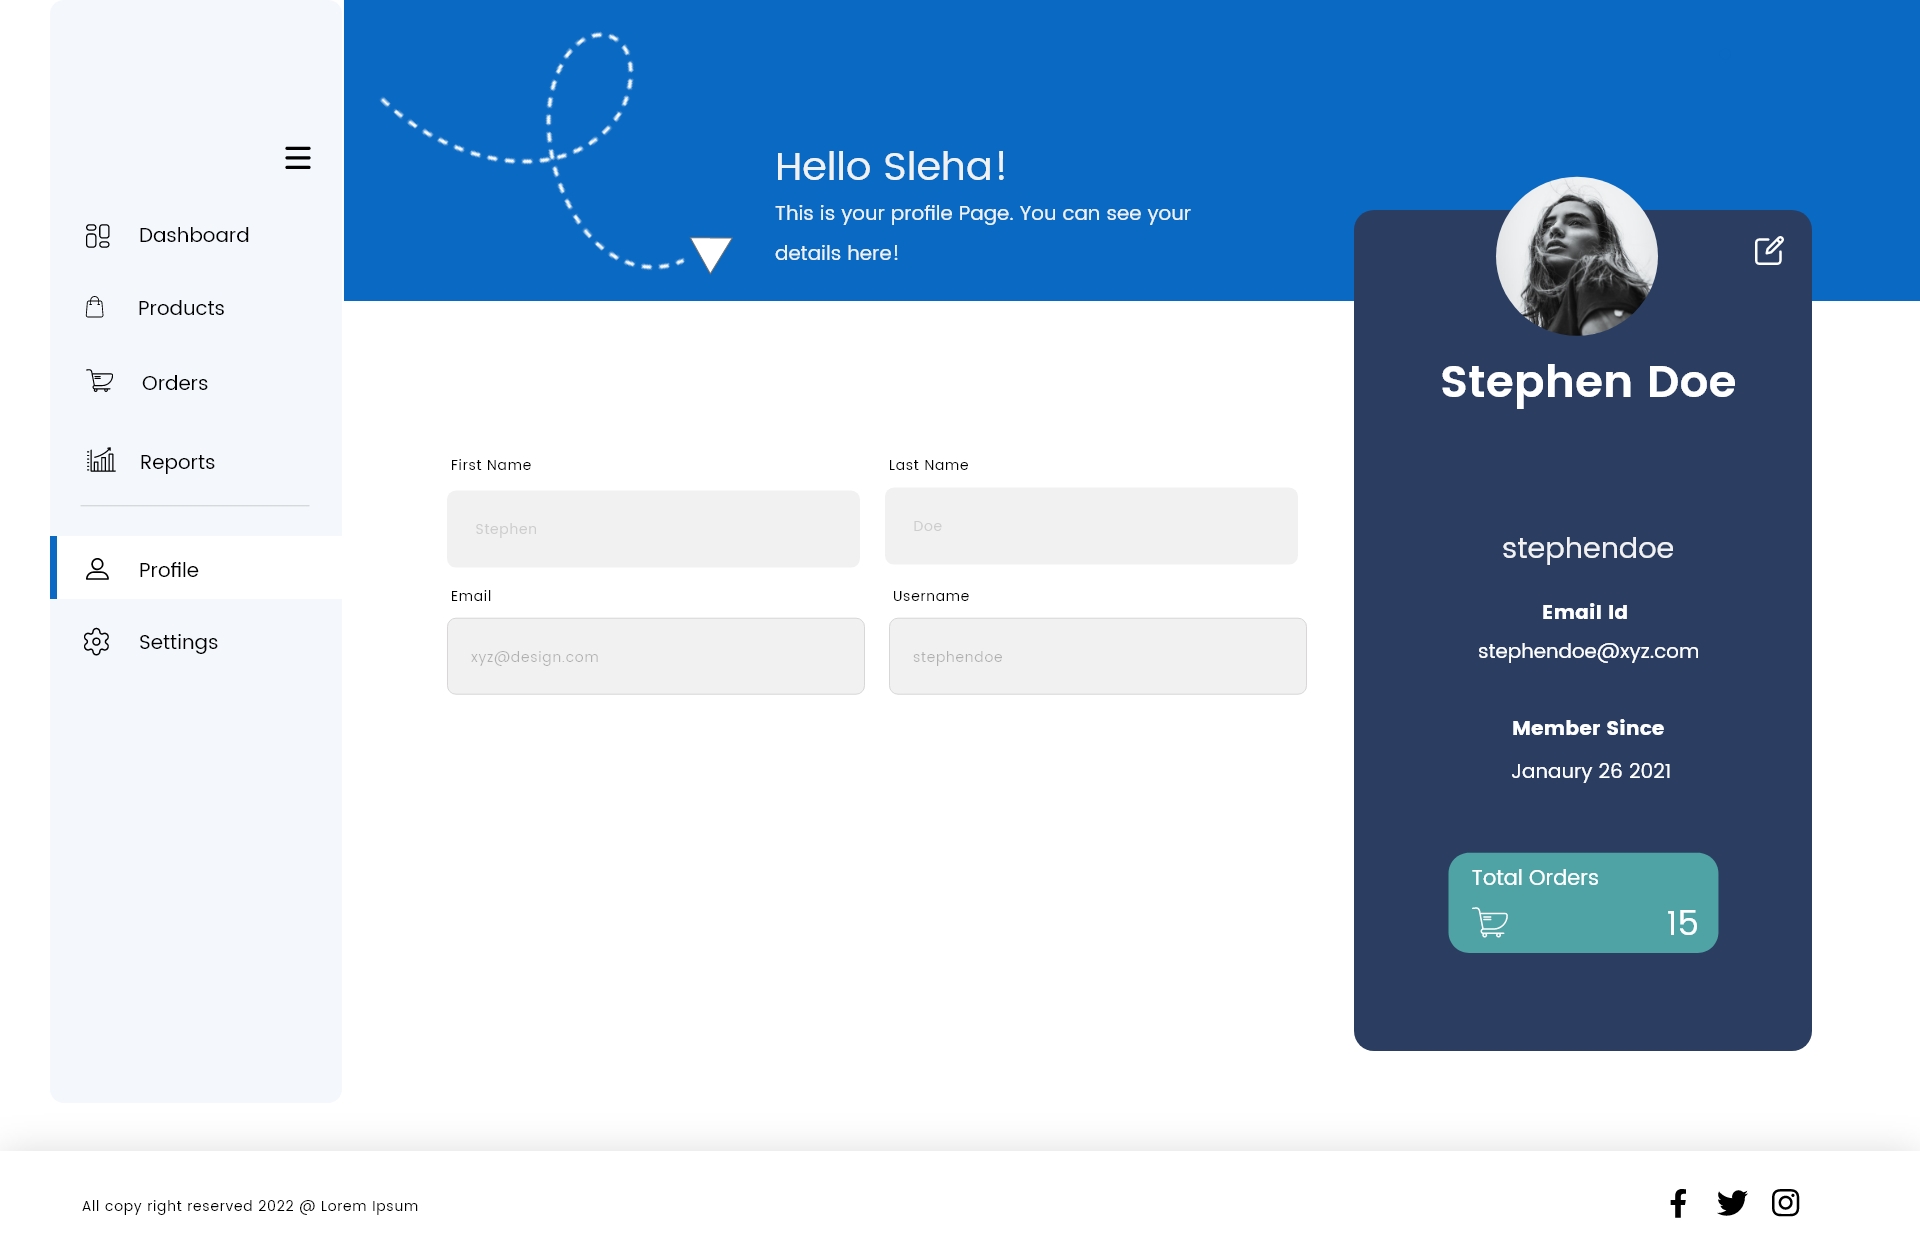 Dashboard
Products
Orders
Reports
Profile
Settings
Hello Sleha!
This is your profile Page. You can see your
details here!
First Name
Last Name
Stephen
Doe
Email
Username
xyz@design.com
stephendoe
Stephen Doe
stephendoe
Email Id
stephendoe@xyz.com
Member Since
Janaury 26 2021
Total Orders
15
All copy right reserved 2022 @ Lorem Ipsum